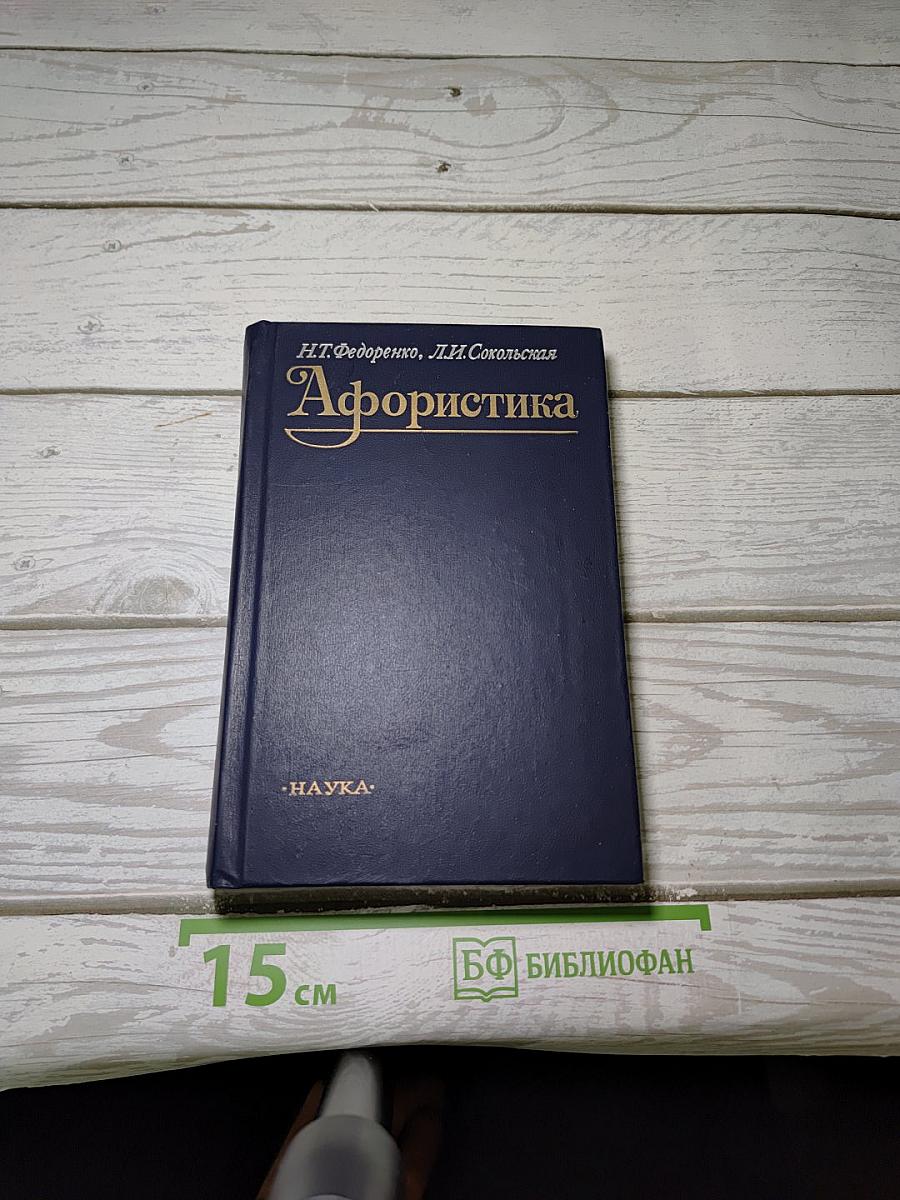 Н.Т. Федоренко, Л.И. Сокольская
Афористика
·НАУКА·
15 см
БФ БИБЛИОФАН